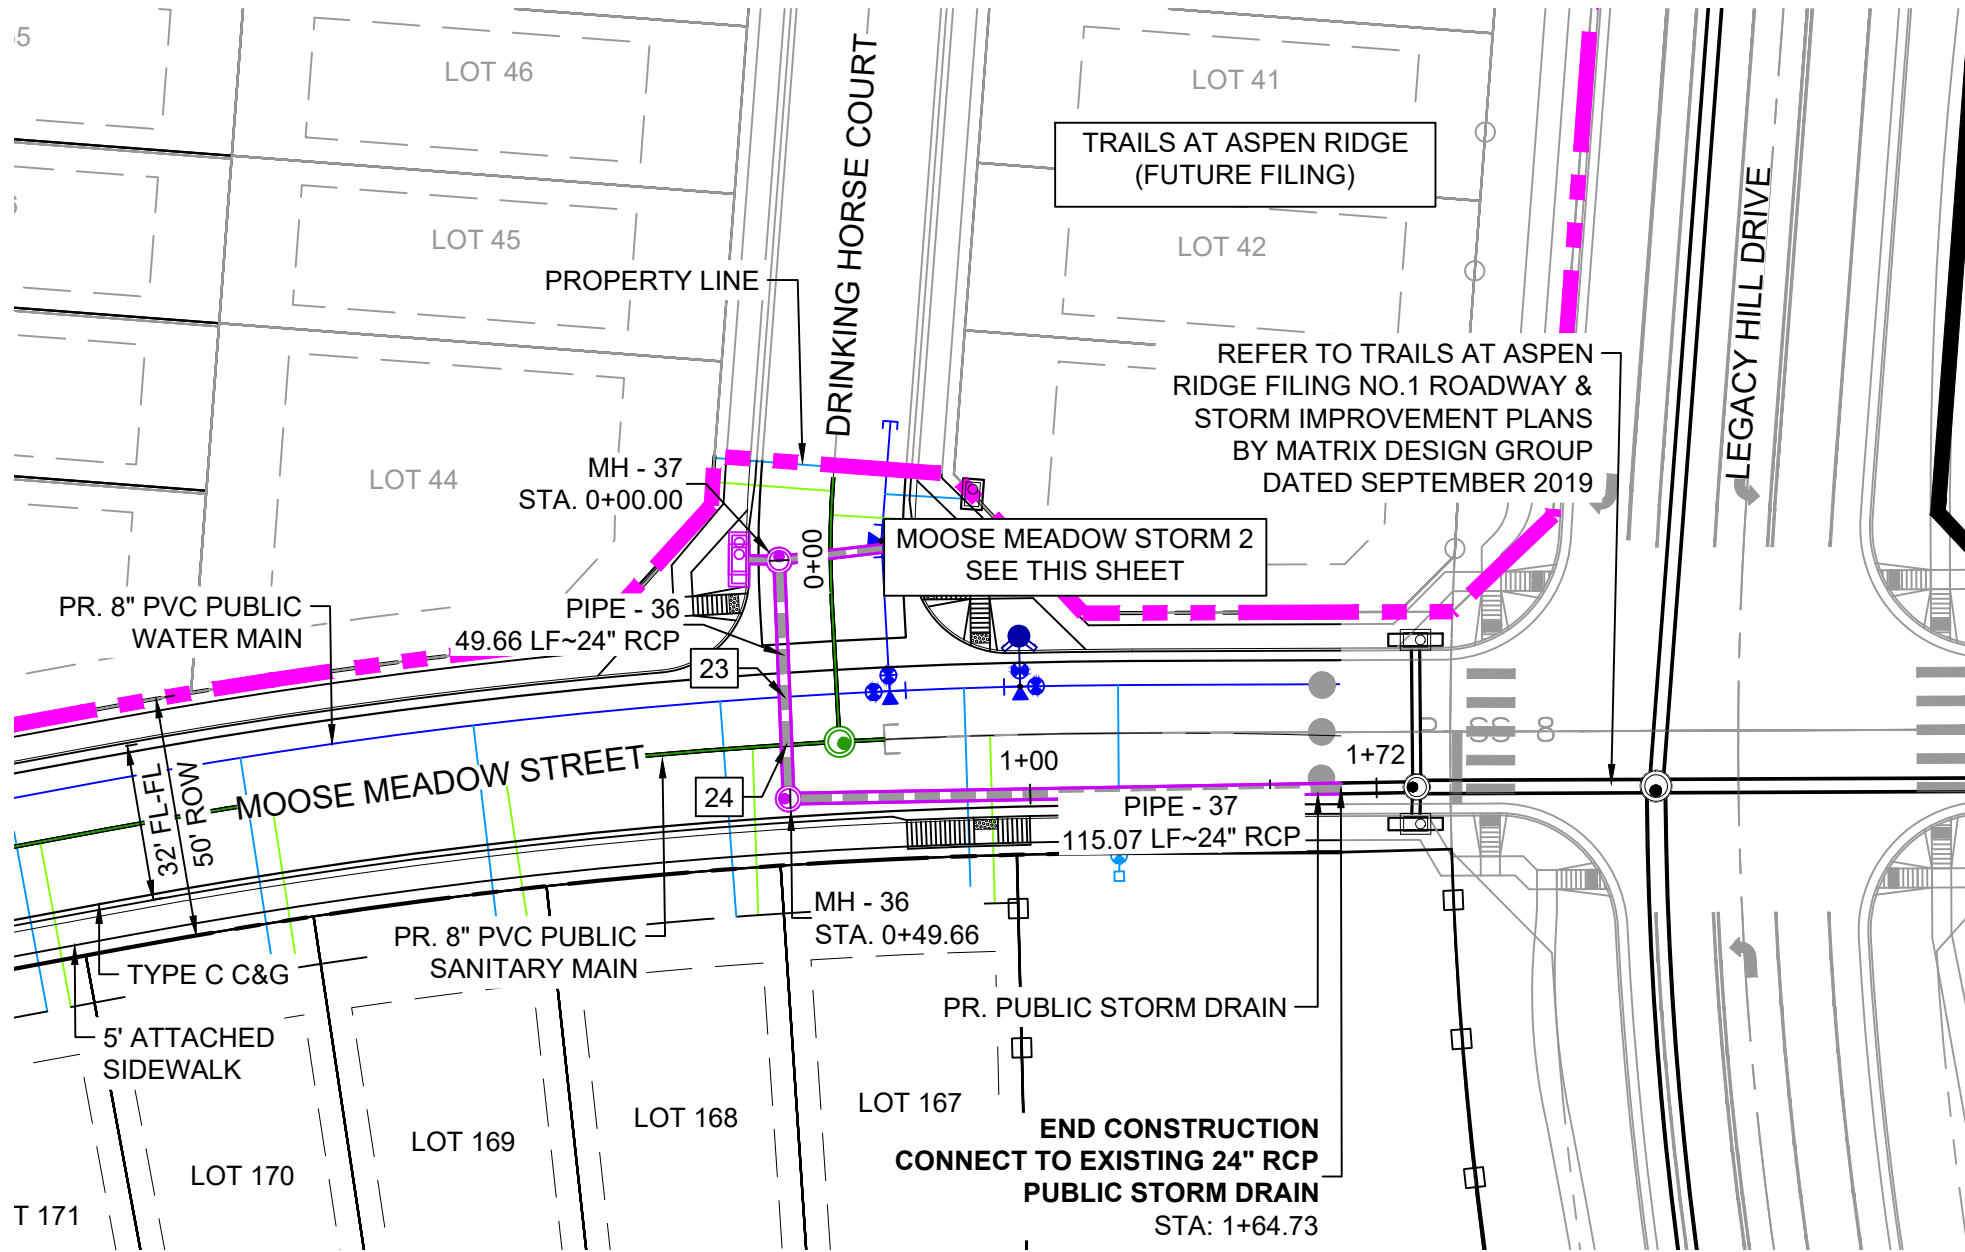 LOT 46
LOT 41
DRINKING HORSE COURT
TRAILS AT ASPEN RIDGE
(FUTURE FILING)
LOT 45
LOT 42
LEGACY HILL DRIVE
PROPERTY LINE
REFER TO TRAILS AT ASPEN
RIDGE FILING NO.1 ROADWAY &
STORM IMPROVEMENT PLANS
BY MATRIX DESIGN GROUP
DATED SEPTEMBER 2019
LOT 44
MH - 37
STA. 0+00.00
0+00
MOOSE MEADOW STORM 2
SEE THIS SHEET
PR. 8" PVC PUBLIC
WATER MAIN
PIPE - 36
49.66 LF~24" RCP
23
SS 8
MOOSE MEADOW STREET
1+00
1+72
24
32' FL-FL
50' ROW
PIPE - 37
115.07 LF~24" RCP
MH - 36
STA. 0+49.66
PR. 8" PVC PUBLIC
SANITARY MAIN
TYPE C C&G
PR. PUBLIC STORM DRAIN
5' ATTACHED
SIDEWALK
LOT 167
LOT 168
LOT 169
LOT 170
T 171
END CONSTRUCTION
CONNECT TO EXISTING 24" RCP
PUBLIC STORM DRAIN
STA: 1+64.73